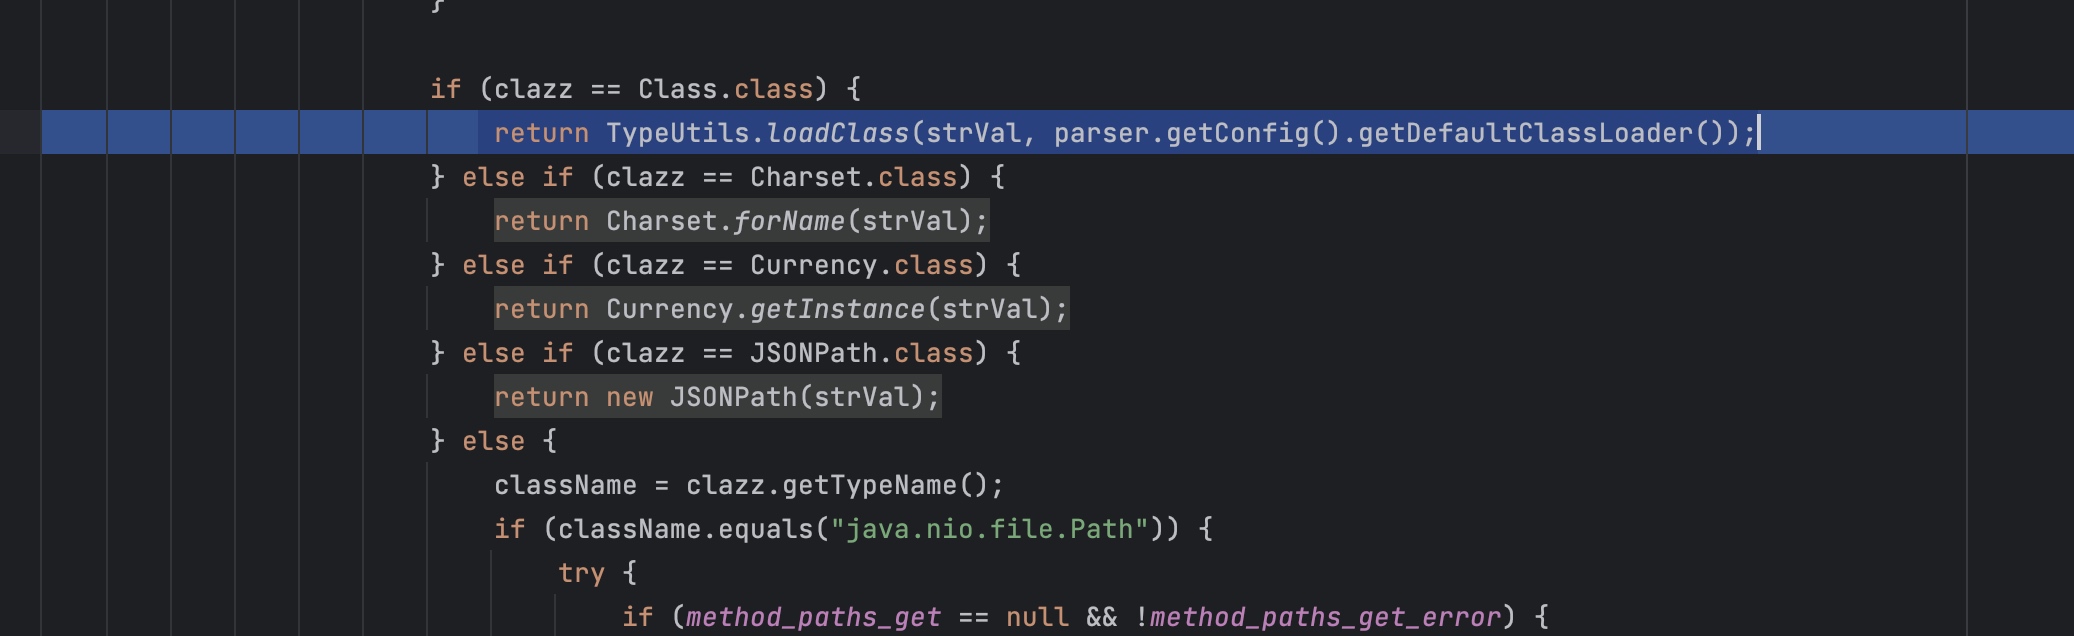 }
if (clazz == Class.class) {
return TypeUtils.loadClass(strVal, parser.getConfig().getDefaultClassLoader());
} else if (clazz == Charset.class) {
return Charset.forName(strVal);
} else if (clazz == Currency.class) {
return Currency.getInstance(strVal);
} else if (clazz == JSONPath.class) {
return new JSONPath(strVal);
} else {
className = clazz.getTypeName();
if (className.equals("java.nio.file.Path")) {
try {
if (method_paths_get == null && !method_paths_get_error) {